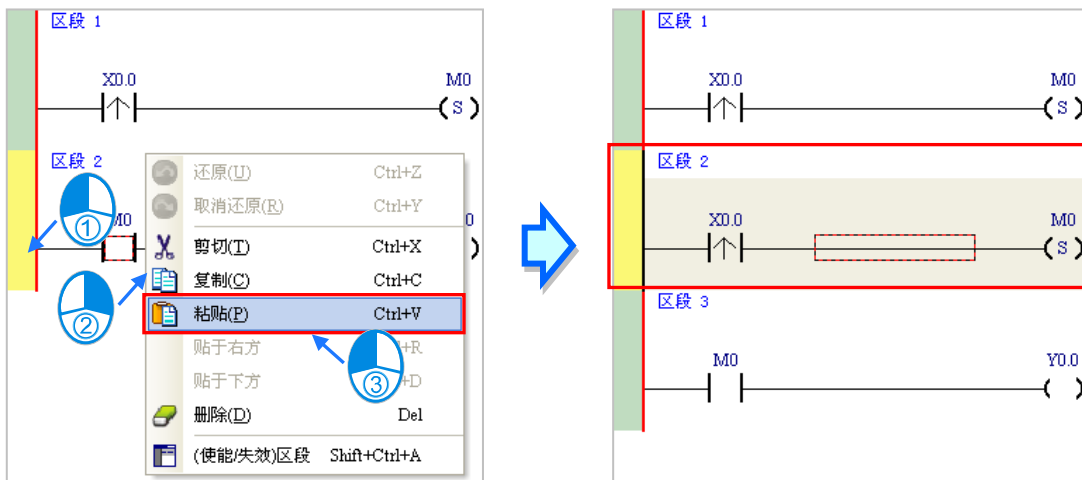 区段 1
X0.0 M0
S
区段 2
M0 0
①
②
③
还原(U) Ctrl+Z
取消还原(R) Ctrl+Y
剪切(T) Ctrl+X
复制(C) Ctrl+C
粘贴(P) Ctrl+V
贴于右方 +R
贴于下方 +D
删除(D) Del
(使能/失效)区段 Shift+Ctrl+A
区段 1
X0.0 M0
S
区段 2
X0.0 M0
S
区段 3
M0 Y0.0